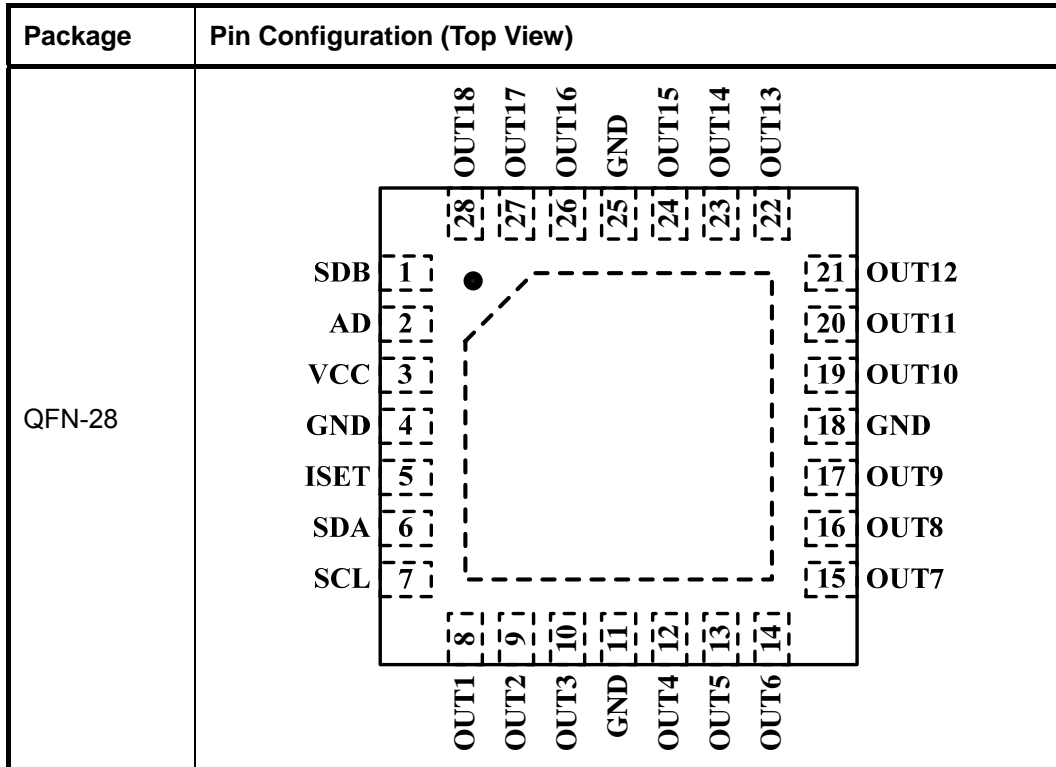 Package
Pin Configuration (Top View)
QFN-28
OUT18
OUT17
OUT16
GND
OUT15
OUT14
OUT13
28
27
26
25
24
23
22
SDB 1
AD 2
VCC 3
GND 4
ISET 5
SDA 6
SCL 7
21 OUT12
20 OUT11
19 OUT10
18 GND
17 OUT9
16 OUT8
15 OUT7
8
9
10
11
12
13
14
OUT1
OUT2
OUT3
GND
OUT4
OUT5
OUT6